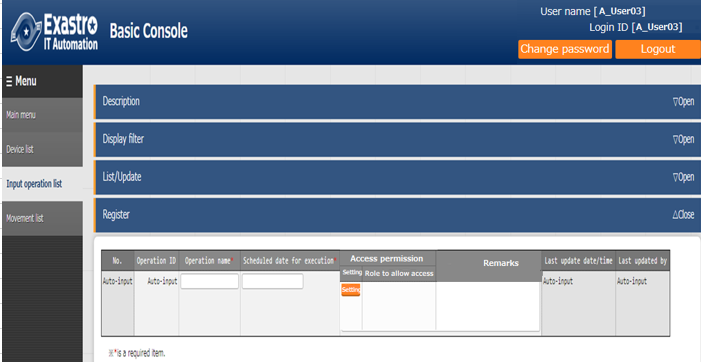 Exastro
IT Automation
Basic Console
User name [ A_User03]
Login ID [A_User03]
Change password
Logout
☰ Menu
Main menu
Device list
Input operation list
Movement list
Description ▽Open
Display filter ▽Open
List/Update ▽Open
Register △Close
No. Operation ID Operation name* Scheduled date for execution* Access permission Remarks Last update date/time Last updated by
Setting Role to allow access
Auto-input Auto-input Auto-input Auto-input
Setting
※*is a required item.